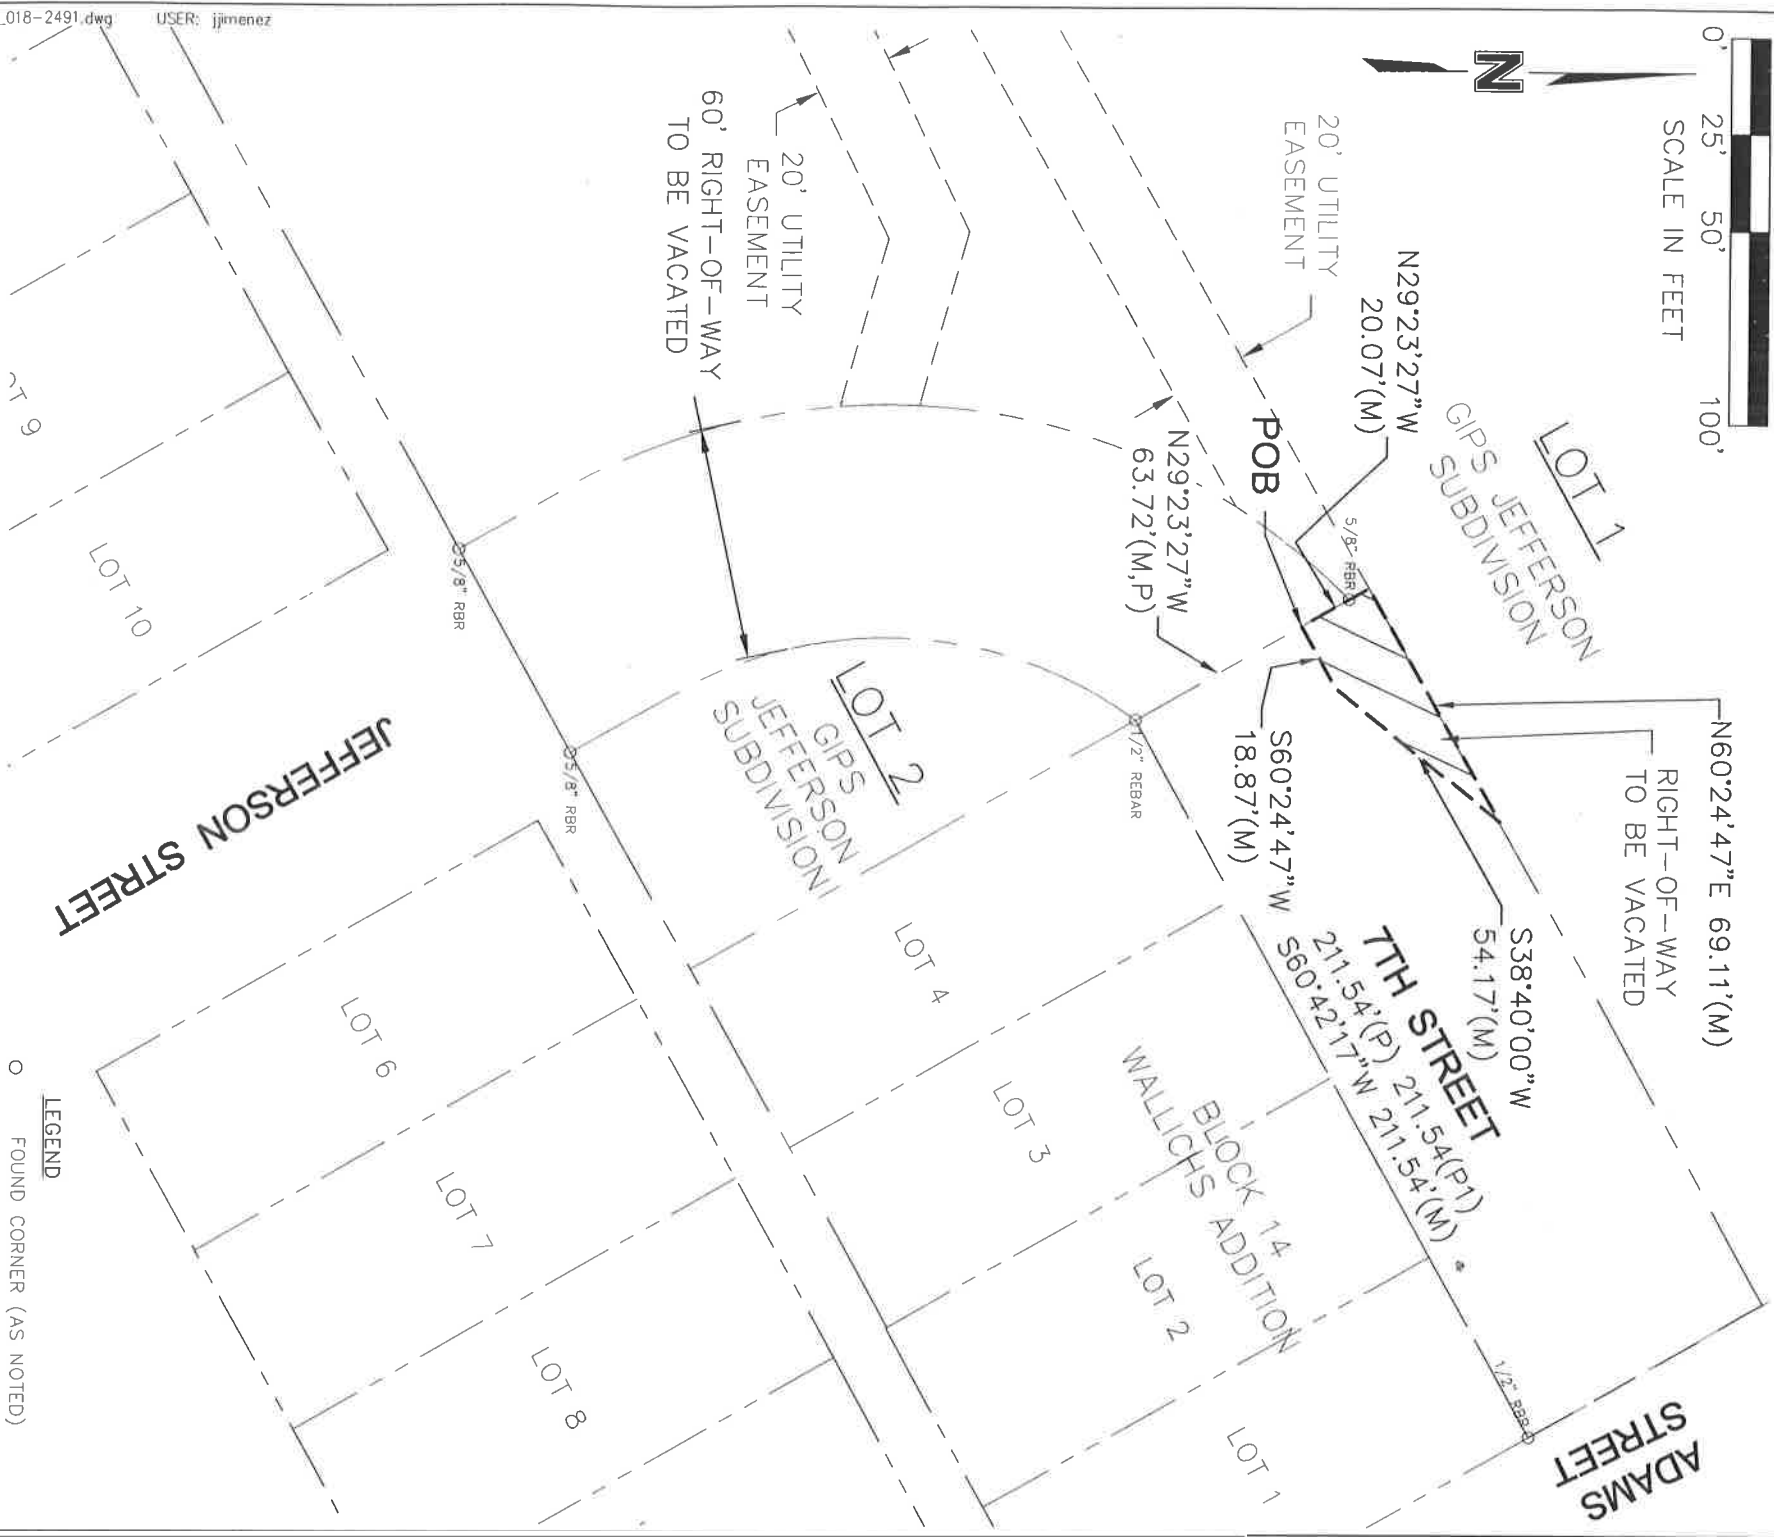 _018-2491.dwg USER: jjimenez
0' 25' 50' 100'
SCALE IN FEET
N
20' UTILITY
EASEMENT
N29°23'27"W
20.07'(M)
LOT 1
GIPS JEFFERSON
SUBDIVISION
5/8" RBR
POB
N29°23'27"W
63.72'(M,P)
N60°24'47"E 69.11'(M)
RIGHT-OF-WAY
TO BE VACATED
S38°40'00"W
54.17'(M)
S60°24'47"W
18.87'(M)
7TH STREET
211.54'(P) 211.54(P1)
S60°42'17"W 211.54'(M)
1/2" REBAR
1/2" RBR
ADAMS
STREET
20' UTILITY
EASEMENT
60' RIGHT-OF-WAY
TO BE VACATED
LOT 2
GIPS
JEFFERSON
SUBDIVISION
5/8" RBR
5/8" RBR
BLOCK 14
WALLICHS ADDITION
LOT 4
LOT 3
LOT 2
LOT 1
OT 9
LOT 10
JEFFERSON STREET
LOT 6
LOT 7
LOT 8
LEGEND
FOUND CORNER (AS NOTED)